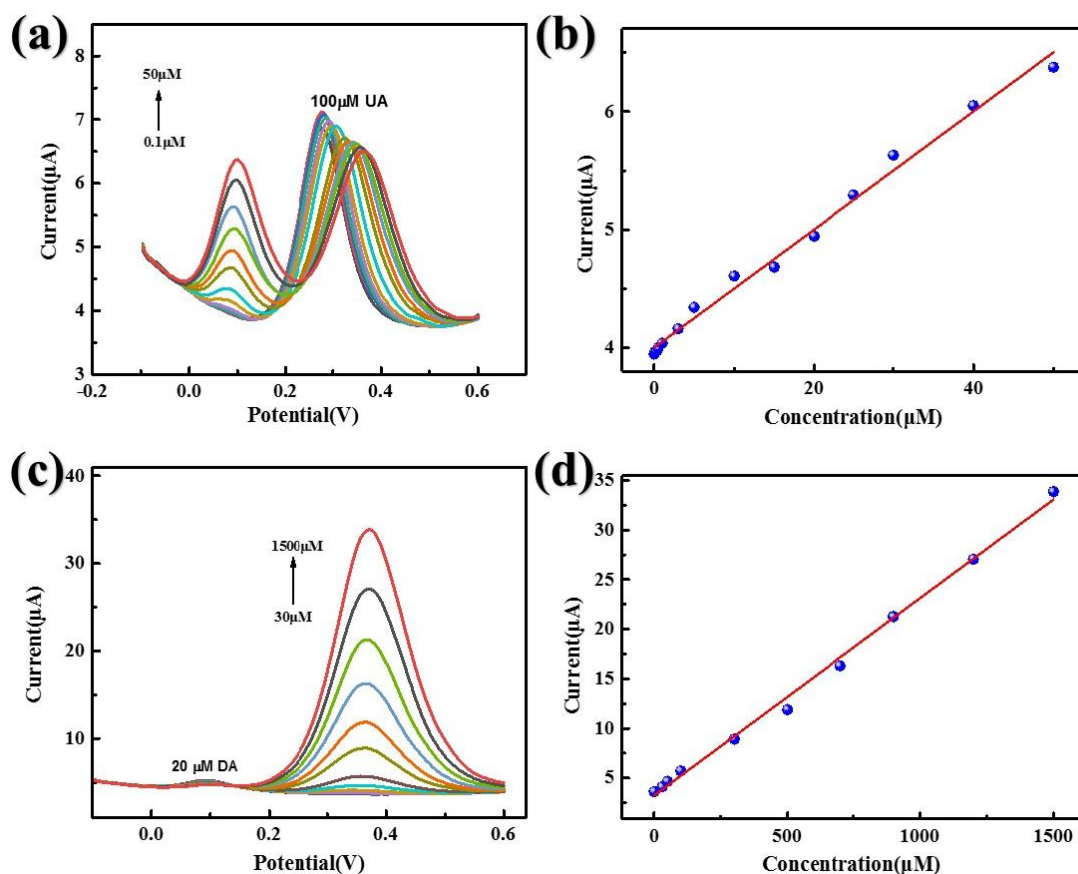 (a)
50μM
0.1μM
100μM UA
8
7
6
5
4
3
Current(μA)
-0.2
0.0
0.2
0.4
0.6
Potential(V)
(b)
6
5
4
Current(μA)
0
20
40
Concentration(μM)
(c)
1500μM
30μM
20 μM DA
40
30
20
10
Current(μA)
0.0
0.2
0.4
0.6
Potential(V)
(d)
35
30
25
20
15
10
5
Current(μA)
0
500
1000
1500
Concentration(μM)